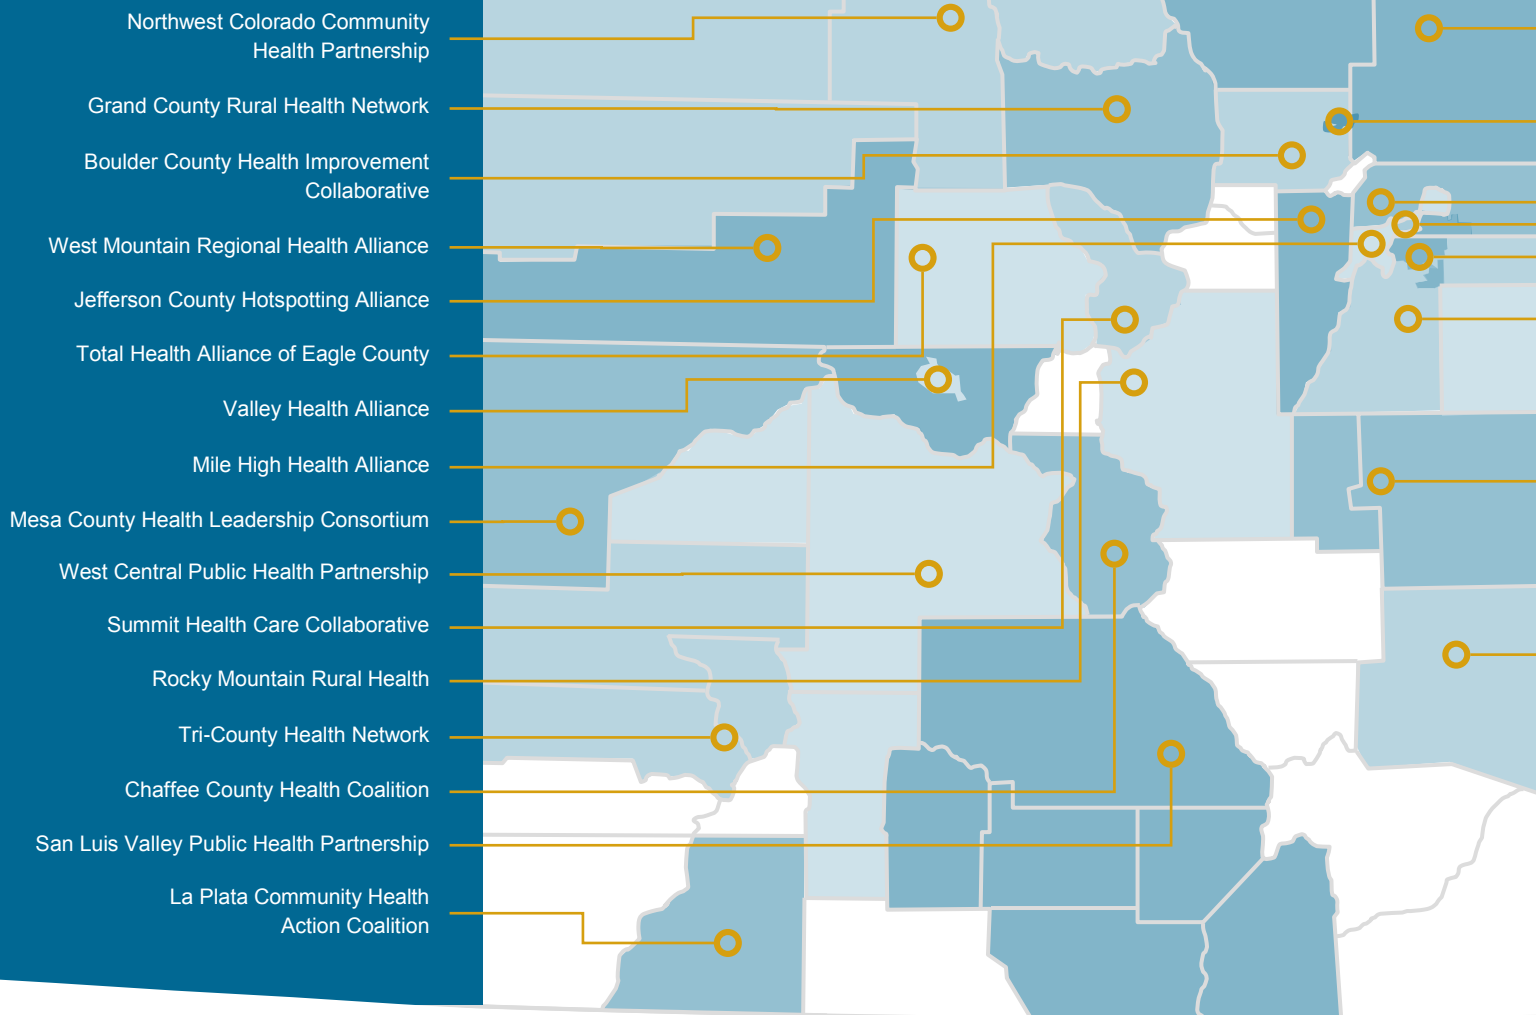 Northwest Colorado Community
Health Partnership
Grand County Rural Health Network
Boulder County Health Improvement
Collaborative
West Mountain Regional Health Alliance
Jefferson County Hotspotting Alliance
Total Health Alliance of Eagle County
Valley Health Alliance
Mile High Health Alliance
Mesa County Health Leadership Consortium
West Central Public Health Partnership
Summit Health Care Collaborative
Rocky Mountain Rural Health
Tri-County Health Network
Chaffee County Health Coalition
San Luis Valley Public Health Partnership
La Plata Community Health
Action Coalition